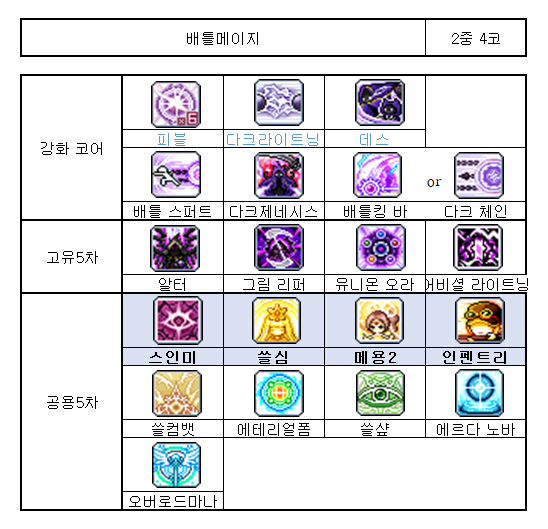 배틀메이지 2중 4코
강화 코어
x6
피블 다크라이트닝 데스
or
배틀 스퍼트 다크제네시스 배틀킹 바 다크 체인
고유5차
알터 그림 리퍼 유니온 오라 어비셜 라이트닝
공용5차
스인미 쓸심 메용2 인펜트리
쓸컴뱃 에테리얼폼 쓸샾 에르다 노바
오버로드마나